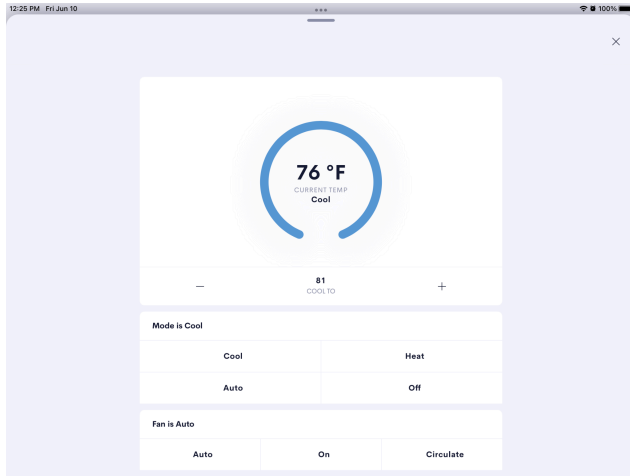 12:25 PM Fri Jun 10 100%
76 °F
CURRENT TEMP
Cool
81
COOL TO
Mode is Cool
Cool Heat
Auto Off
Fan is Auto
Auto On Circulate